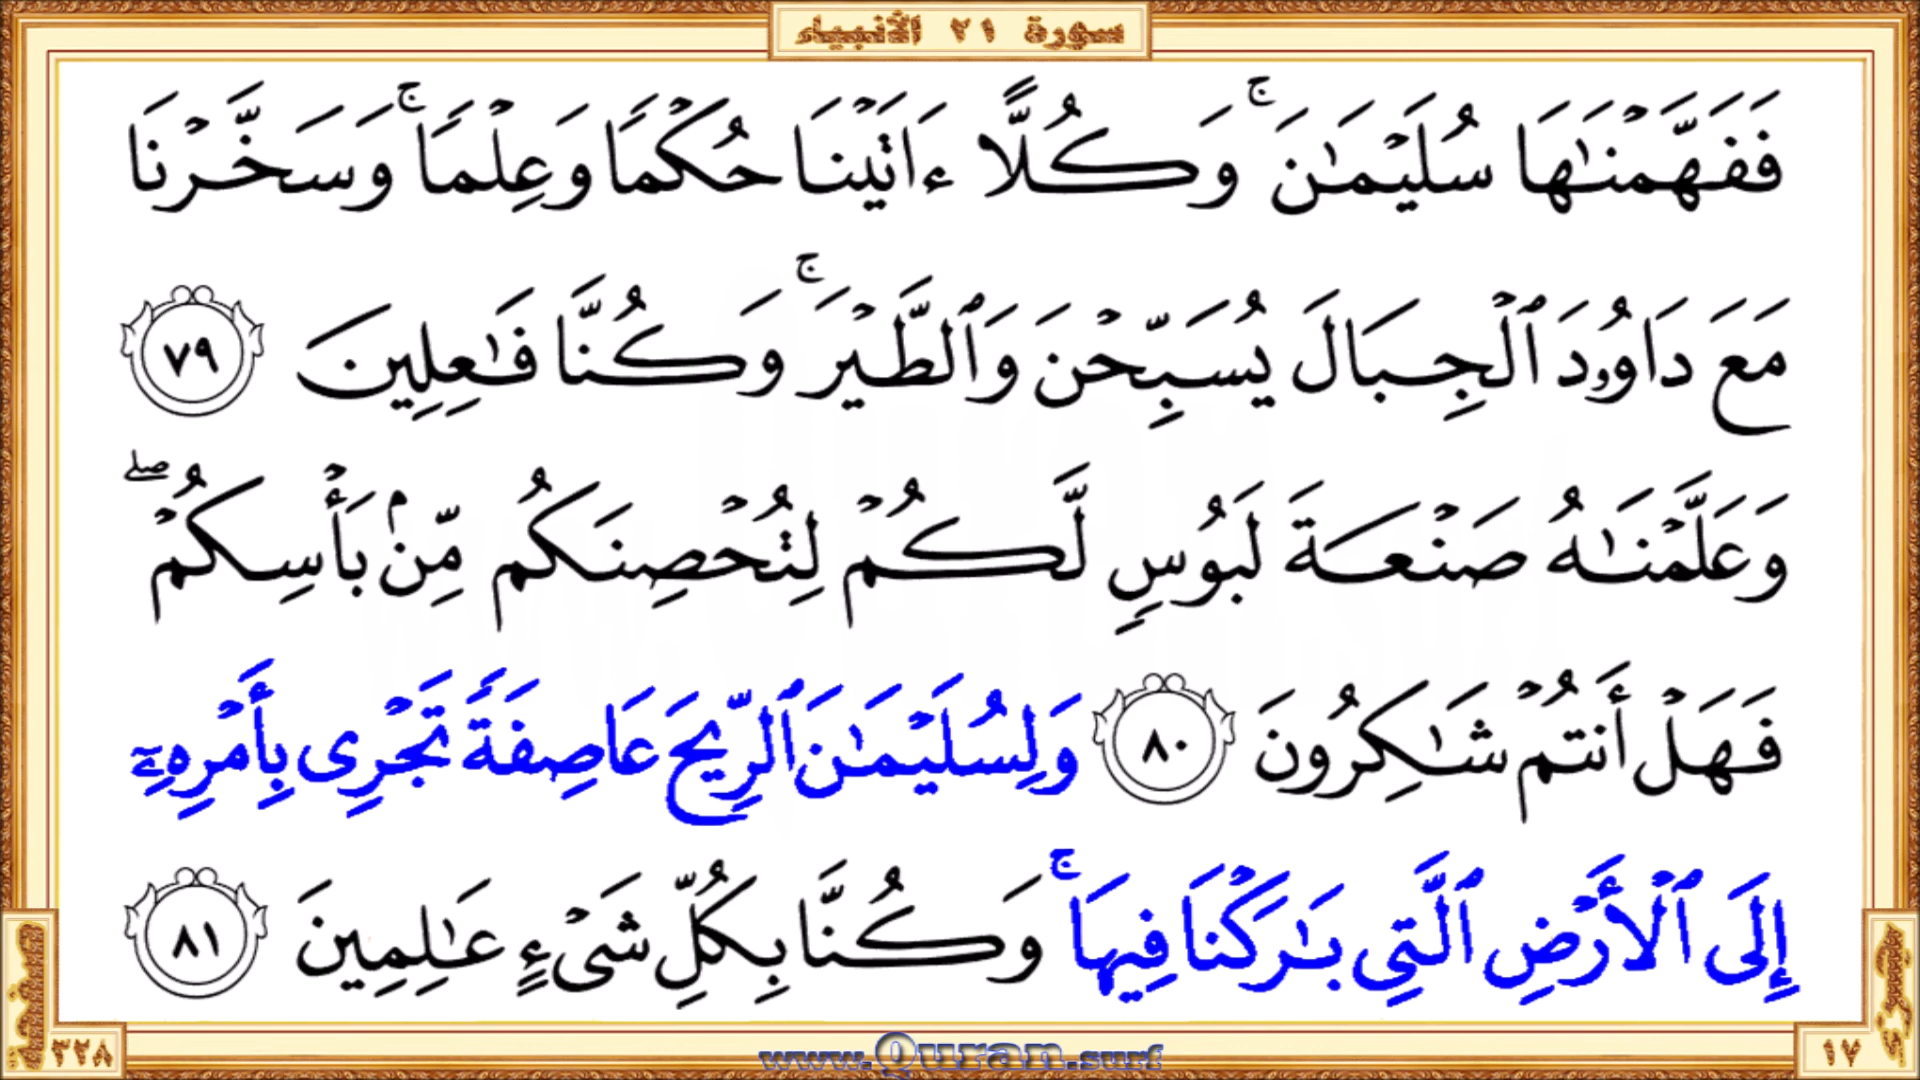 سورة ٢١ الأنبياء
فَفَهَّمْنَٰهَا سُلَيْمَٰنَ ۚ وَكُلًّا ءَاتَيْنَا حُكْمًا وَعِلْمًا ۚ وَسَخَّرْنَا
مَعَ دَاوُۥدَ ٱلْجِبَالَ يُسَبِّحْنَ وَٱلطَّيْرَ ۚ وَكُنَّا فَٰعِلِينَ ٧٩
وَعَلَّمْنَٰهُ صَنْعَةَ لَبُوسٍ لَّكُمْ لِتُحْصِنَكُم مِّنۢ بَأْسِكُمْ ۖ
فَهَلْ أَنتُمْ شَٰكِرُونَ ٨٠ وَلِسُلَيْمَٰنَ ٱلرِّيحَ عَاصِفَةً تَجْرِى بِأَمْرِهِۦٓ
إِلَى ٱلْأَرْضِ ٱلَّتِى بَٰرَكْنَا فِيهَا ۚ وَكُنَّا بِكُلِّ شَىْءٍ عَٰلِمِينَ ٨١
الصفحة ٣٢٨
www.Quran.surf
١٧